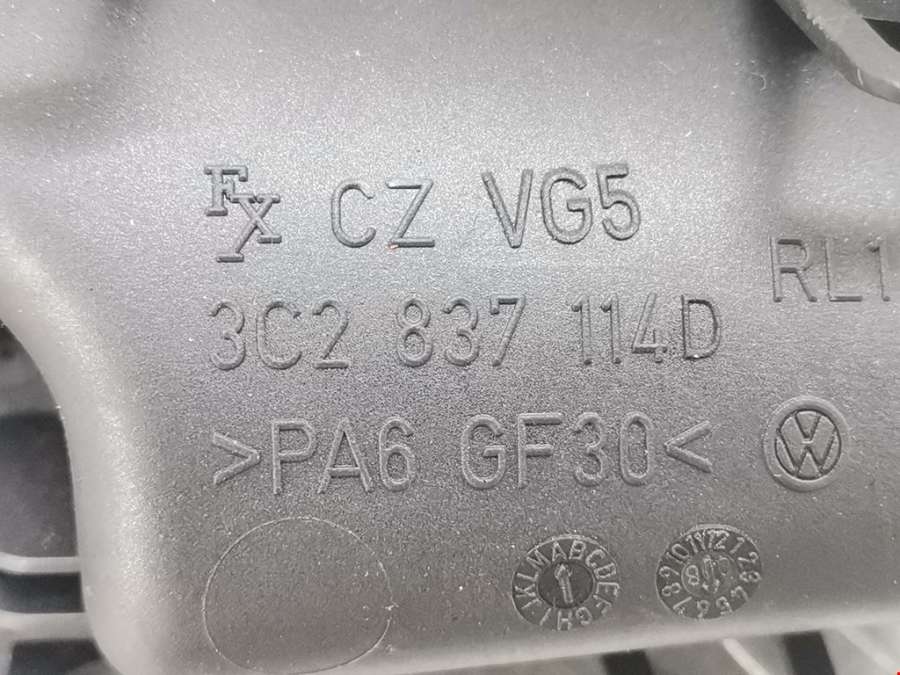 FX CZ VG5
RL1
3C2 837 114D
>PA6 GF30<